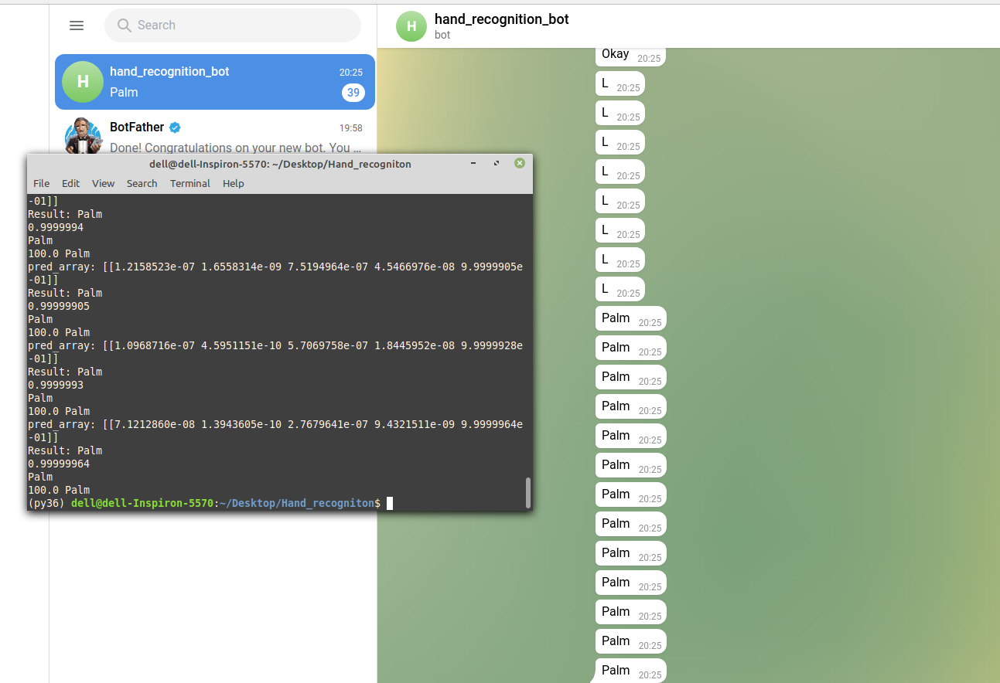 Search
H
hand_recognition_bot
20:25
Palm
39
BotFather
19:58
Done! Congratulations on your new bot. You ...
dell@dell-Inspiron-5570: ~/Desktop/Hand_recogniton
File Edit View Search Terminal Help
-01]]
Result: Palm
0.9999994
Palm
100.0 Palm
pred_array: [[1.2158523e-07 1.6558314e-09 7.5194964e-07 4.5466976e-08 9.9999905e
-01]]
Result: Palm
0.99999905
Palm
100.0 Palm
pred_array: [[1.0968716e-07 4.5951151e-10 5.7069758e-07 1.8445952e-08 9.9999928e
-01]]
Result: Palm
0.9999993
Palm
100.0 Palm
pred_array: [[7.1212860e-08 1.3943605e-10 2.7679641e-07 9.4321511e-09 9.9999964e
-01]]
Result: Palm
0.99999964
Palm
100.0 Palm
(py36) dell@dell-Inspiron-5570:~/Desktop/Hand_recogniton$
H
hand_recognition_bot
bot
Okay 20:25
L 20:25
L 20:25
L 20:25
L 20:25
L 20:25
L 20:25
L 20:25
L 20:25
Palm 20:25
Palm 20:25
Palm 20:25
Palm 20:25
Palm 20:25
Palm 20:25
Palm 20:25
Palm 20:25
Palm 20:25
Palm 20:25
Palm 20:25
Palm 20:25
Palm 20:25